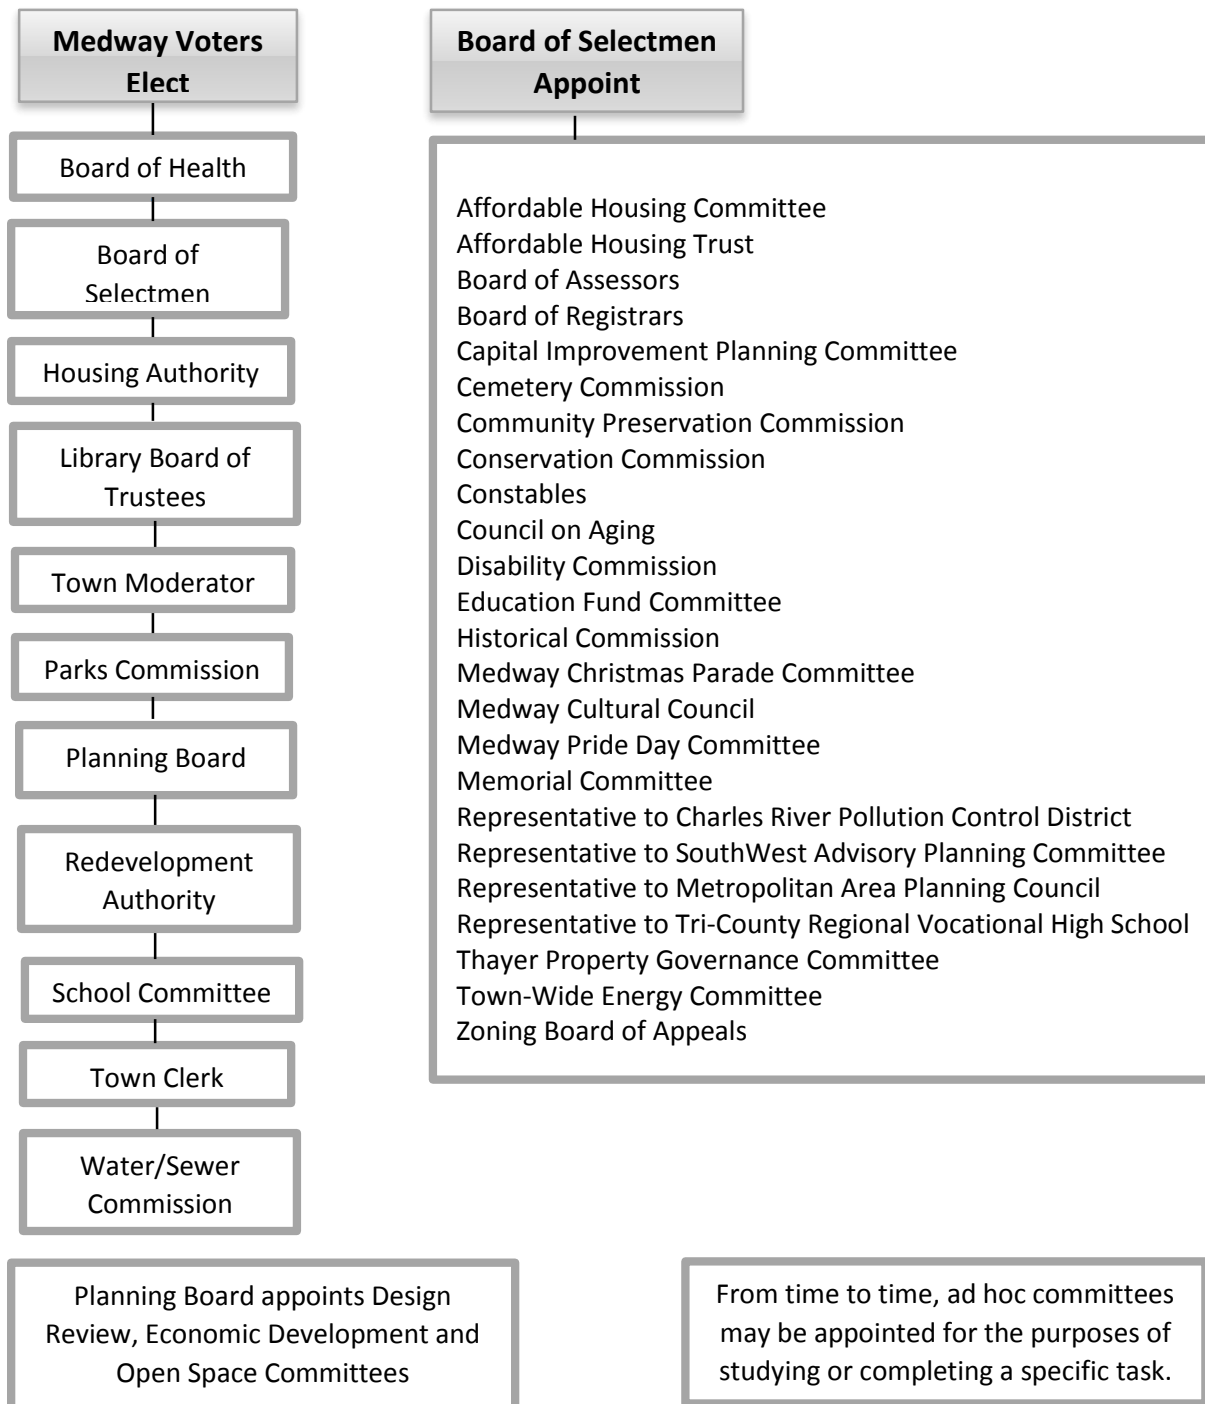 Medway Voters
Elect
Board of Health
Board of
Selectmen
Housing Authority
Library Board of
Trustees
Town Moderator
Parks Commission
Planning Board
Redevelopment
Authority
School Committee
Town Clerk
Water/Sewer
Commission
Board of Selectmen
Appoint
Affordable Housing Committee
Affordable Housing Trust
Board of Assessors
Board of Registrars
Capital Improvement Planning Committee
Cemetery Commission
Community Preservation Commission
Conservation Commission
Constables
Council on Aging
Disability Commission
Education Fund Committee
Historical Commission
Medway Christmas Parade Committee
Medway Cultural Council
Medway Pride Day Committee
Memorial Committee
Representative to Charles River Pollution Control District
Representative to SouthWest Advisory Planning Committee
Representative to Metropolitan Area Planning Council
Representative to Tri-County Regional Vocational High School
Thayer Property Governance Committee
Town-Wide Energy Committee
Zoning Board of Appeals
Planning Board appoints Design
Review, Economic Development and
Open Space Committees
From time to time, ad hoc committees
may be appointed for the purposes of
studying or completing a specific task.